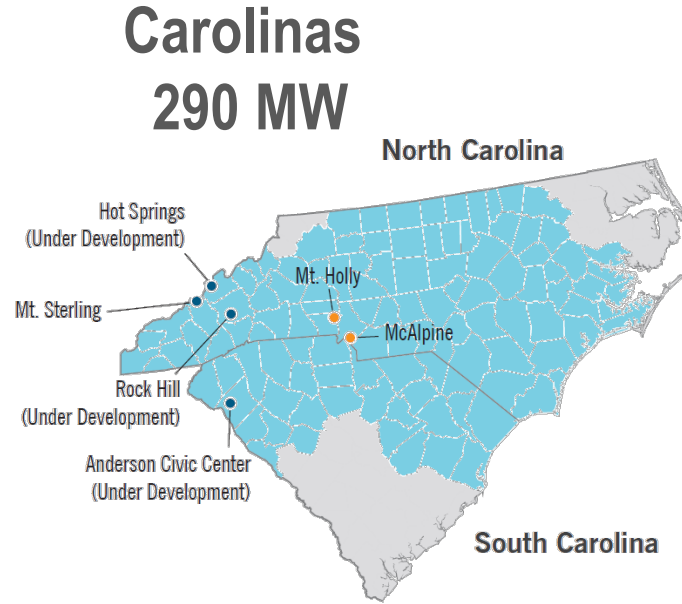 Carolinas
290 MW
North Carolina
Hot Springs
(Under Development)
Mt. Holly
Mt. Sterling
McAlpine
Rock Hill
(Under Development)
Anderson Civic Center
(Under Development)
South Carolina